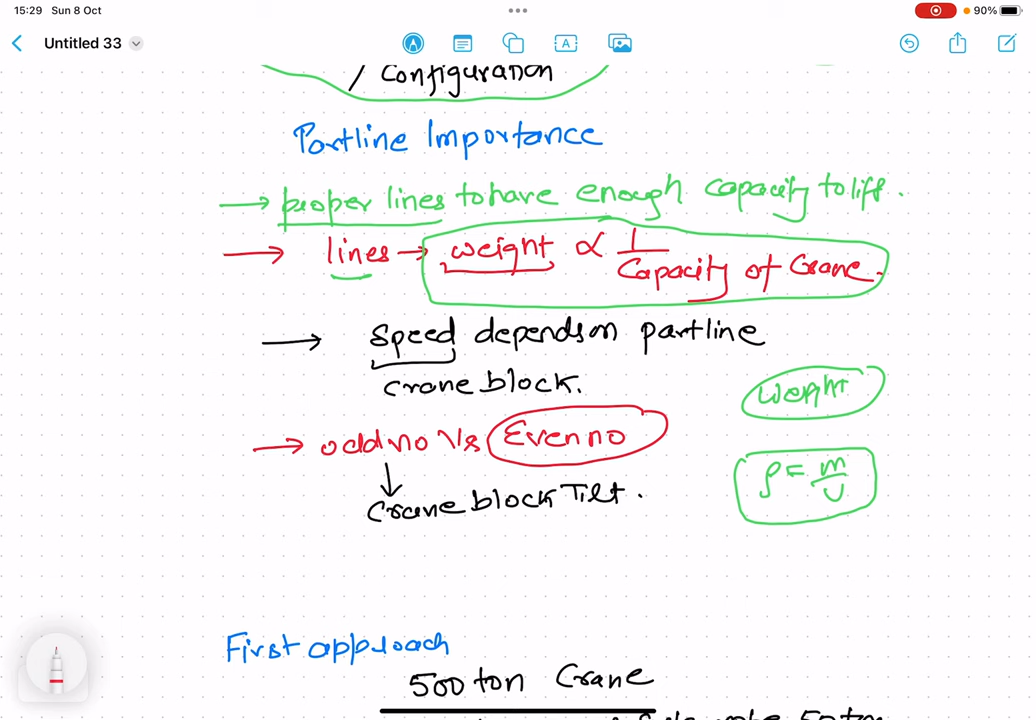 15:29 Sun 8 Oct
90%
Untitled 33
A
/ Configuration
Partline Importance
→ proper lines to have enough capacity to lift.
→ lines → weight ∝ 1 / Capacity of Crane.
→ Speed depends on partline
crane block.
weight
→ odd no Vs Even no
ρ = m/v
↓
Crane block Tilt.
First approach
500 ton Crane